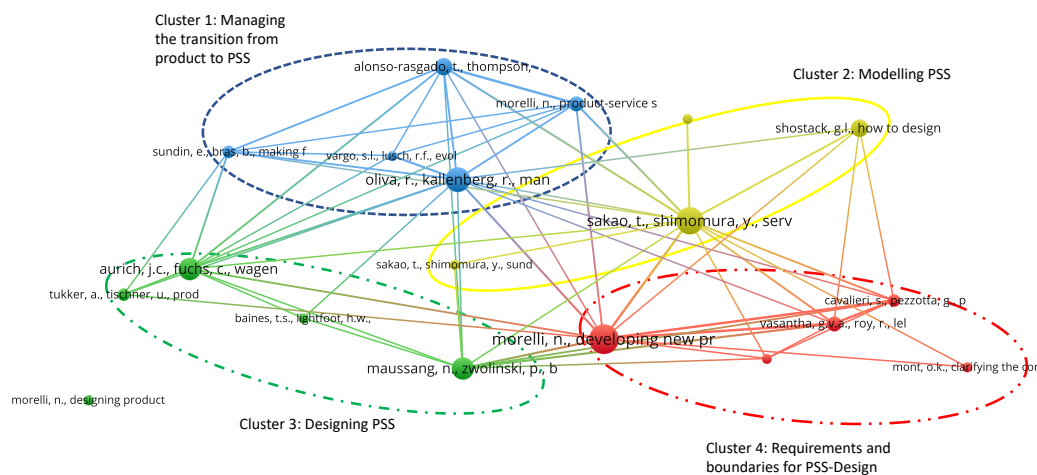 Cluster 1: Managing
the transition from
product to PSS
alonso-rasgado, t., thompson,
Cluster 2: Modelling PSS
morelli, n., product-service s
shostack, g.l., how to design
sundin, e., bras, b., making f
vargo, s.l., lusch, r.f., evol
oliva, r., kallenberg, r., man
sakao, t., shimomura, y., serv
aurich, j.c., fuchs, c., wagen
sakao, t., shimomura, y., sund
tukker, a., tischner, u., prod
cavalieri, s., pezzotta, g., p
baines, t.s., lightfoot, h.w.,
vasantha, g.v.a., roy, r., lel
morelli, n., developing new pr
maussang, n., zwolinski, p., b
mont, o.k., clarifying the con
morelli, n., designing product
Cluster 3: Designing PSS
Cluster 4: Requirements and
boundaries for PSS-Design